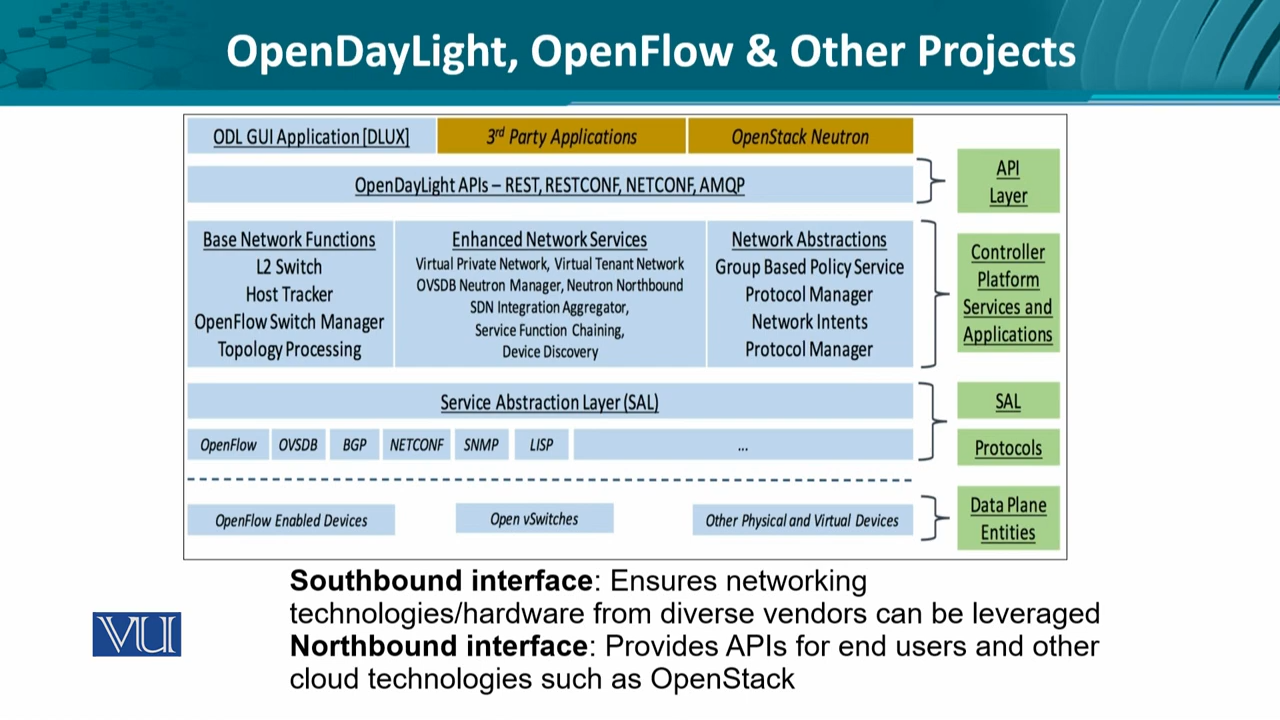 OpenDayLight, OpenFlow & Other Projects
ODL GUI Application [DLUX]
3rd Party Applications
OpenStack Neutron
OpenDayLight APIs – REST, RESTCONF, NETCONF, AMQP
API
Layer
Base Network Functions
L2 Switch
Host Tracker
OpenFlow Switch Manager
Topology Processing
Enhanced Network Services
Virtual Private Network, Virtual Tenant Network
OVSDB Neutron Manager, Neutron Northbound
SDN Integration Aggregator,
Service Function Chaining,
Device Discovery
Network Abstractions
Group Based Policy Service
Protocol Manager
Network Intents
Protocol Manager
Controller
Platform
Services and
Applications
Service Abstraction Layer (SAL)
SAL
OpenFlow
OVSDB
BGP
NETCONF
SNMP
LISP
...
Protocols
OpenFlow Enabled Devices
Open vSwitches
Other Physical and Virtual Devices
Data Plane
Entities
Southbound interface: Ensures networking
technologies/hardware from diverse vendors can be leveraged
Northbound interface: Provides APIs for end users and other
cloud technologies such as OpenStack
VU